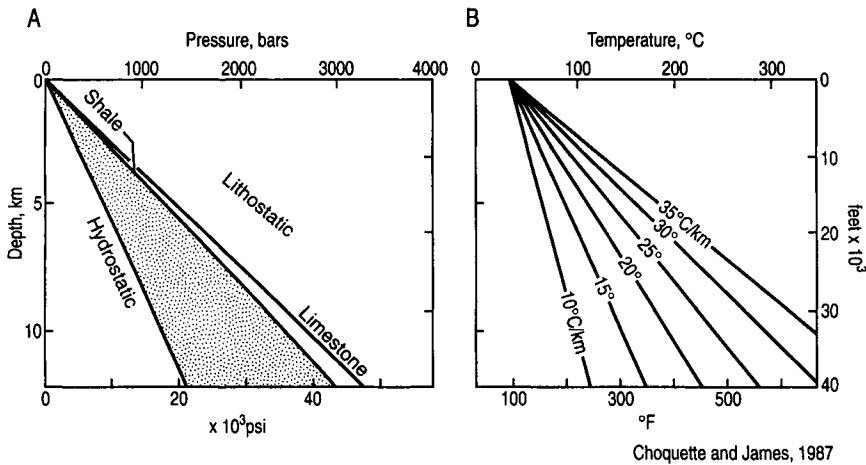 A
Pressure, bars
0 1000 2000 3000 4000
0
5
10
Depth, km
Shale
Lithostatic
Hydrostatic
Limestone
0 20 40
x 10³psi
B
Temperature, °C
0 100 200 300
0
10
20
30
40
feet x 10³
35°C/km
30°
25°
20°
15°
10°C/km
100 300 500
°F
Choquette and James, 1987